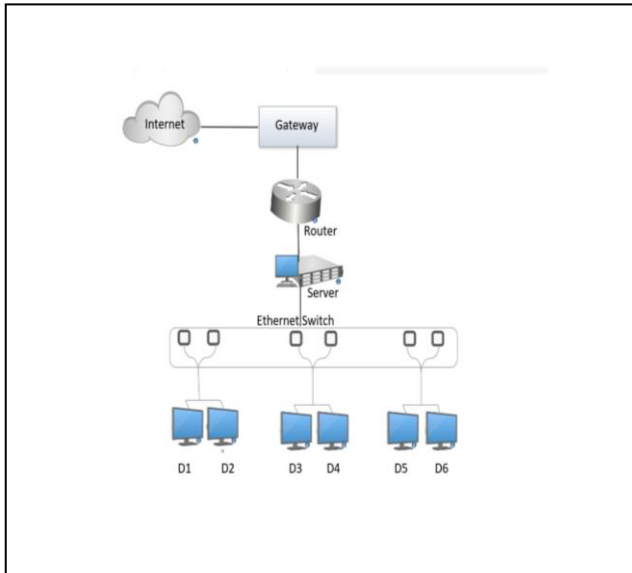 Internet
Gateway
Router
Server
Ethernet Switch
D1 D2 D3 D4 D5 D6